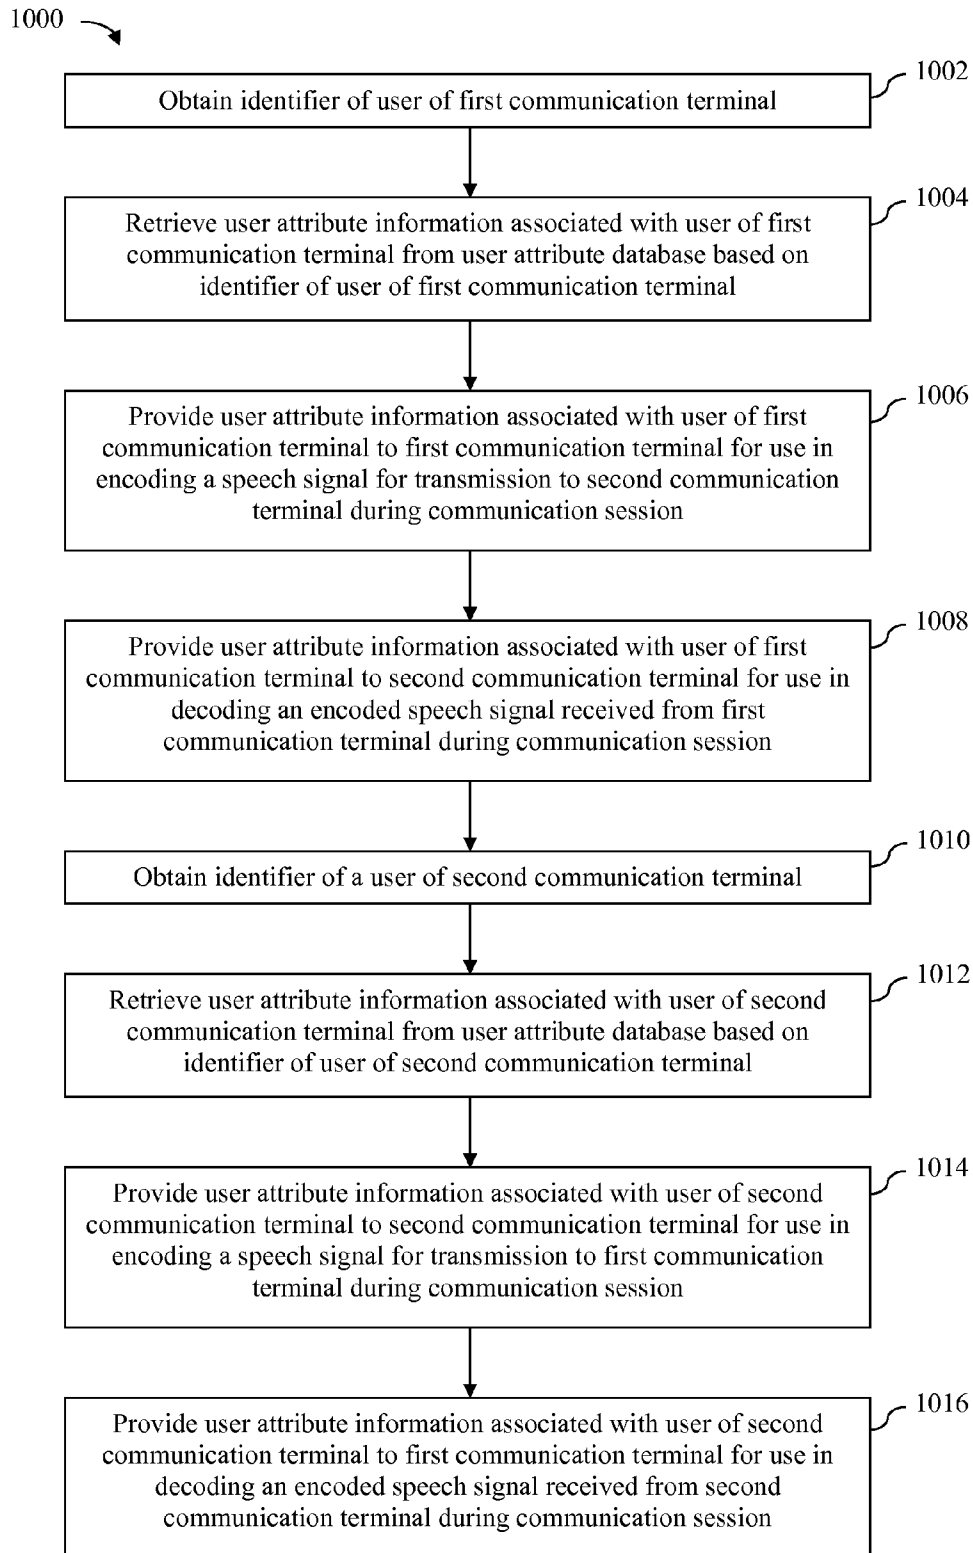 1000
1002
Obtain identifier of user of first communication terminal
1004
Retrieve user attribute information associated with user of first
communication terminal from user attribute database based on
identifier of user of first communication terminal
1006
Provide user attribute information associated with user of first
communication terminal to first communication terminal for use in
encoding a speech signal for transmission to second communication
terminal during communication session
1008
Provide user attribute information associated with user of first
communication terminal to second communication terminal for use in
decoding an encoded speech signal received from first
communication terminal during communication session
1010
Obtain identifier of a user of second communication terminal
1012
Retrieve user attribute information associated with user of second
communication terminal from user attribute database based on
identifier of user of second communication terminal
1014
Provide user attribute information associated with user of second
communication terminal to second communication terminal for use in
encoding a speech signal for transmission to first communication
terminal during communication session
1016
Provide user attribute information associated with user of second
communication terminal to first communication terminal for use in
decoding an encoded speech signal received from second
communication terminal during communication session